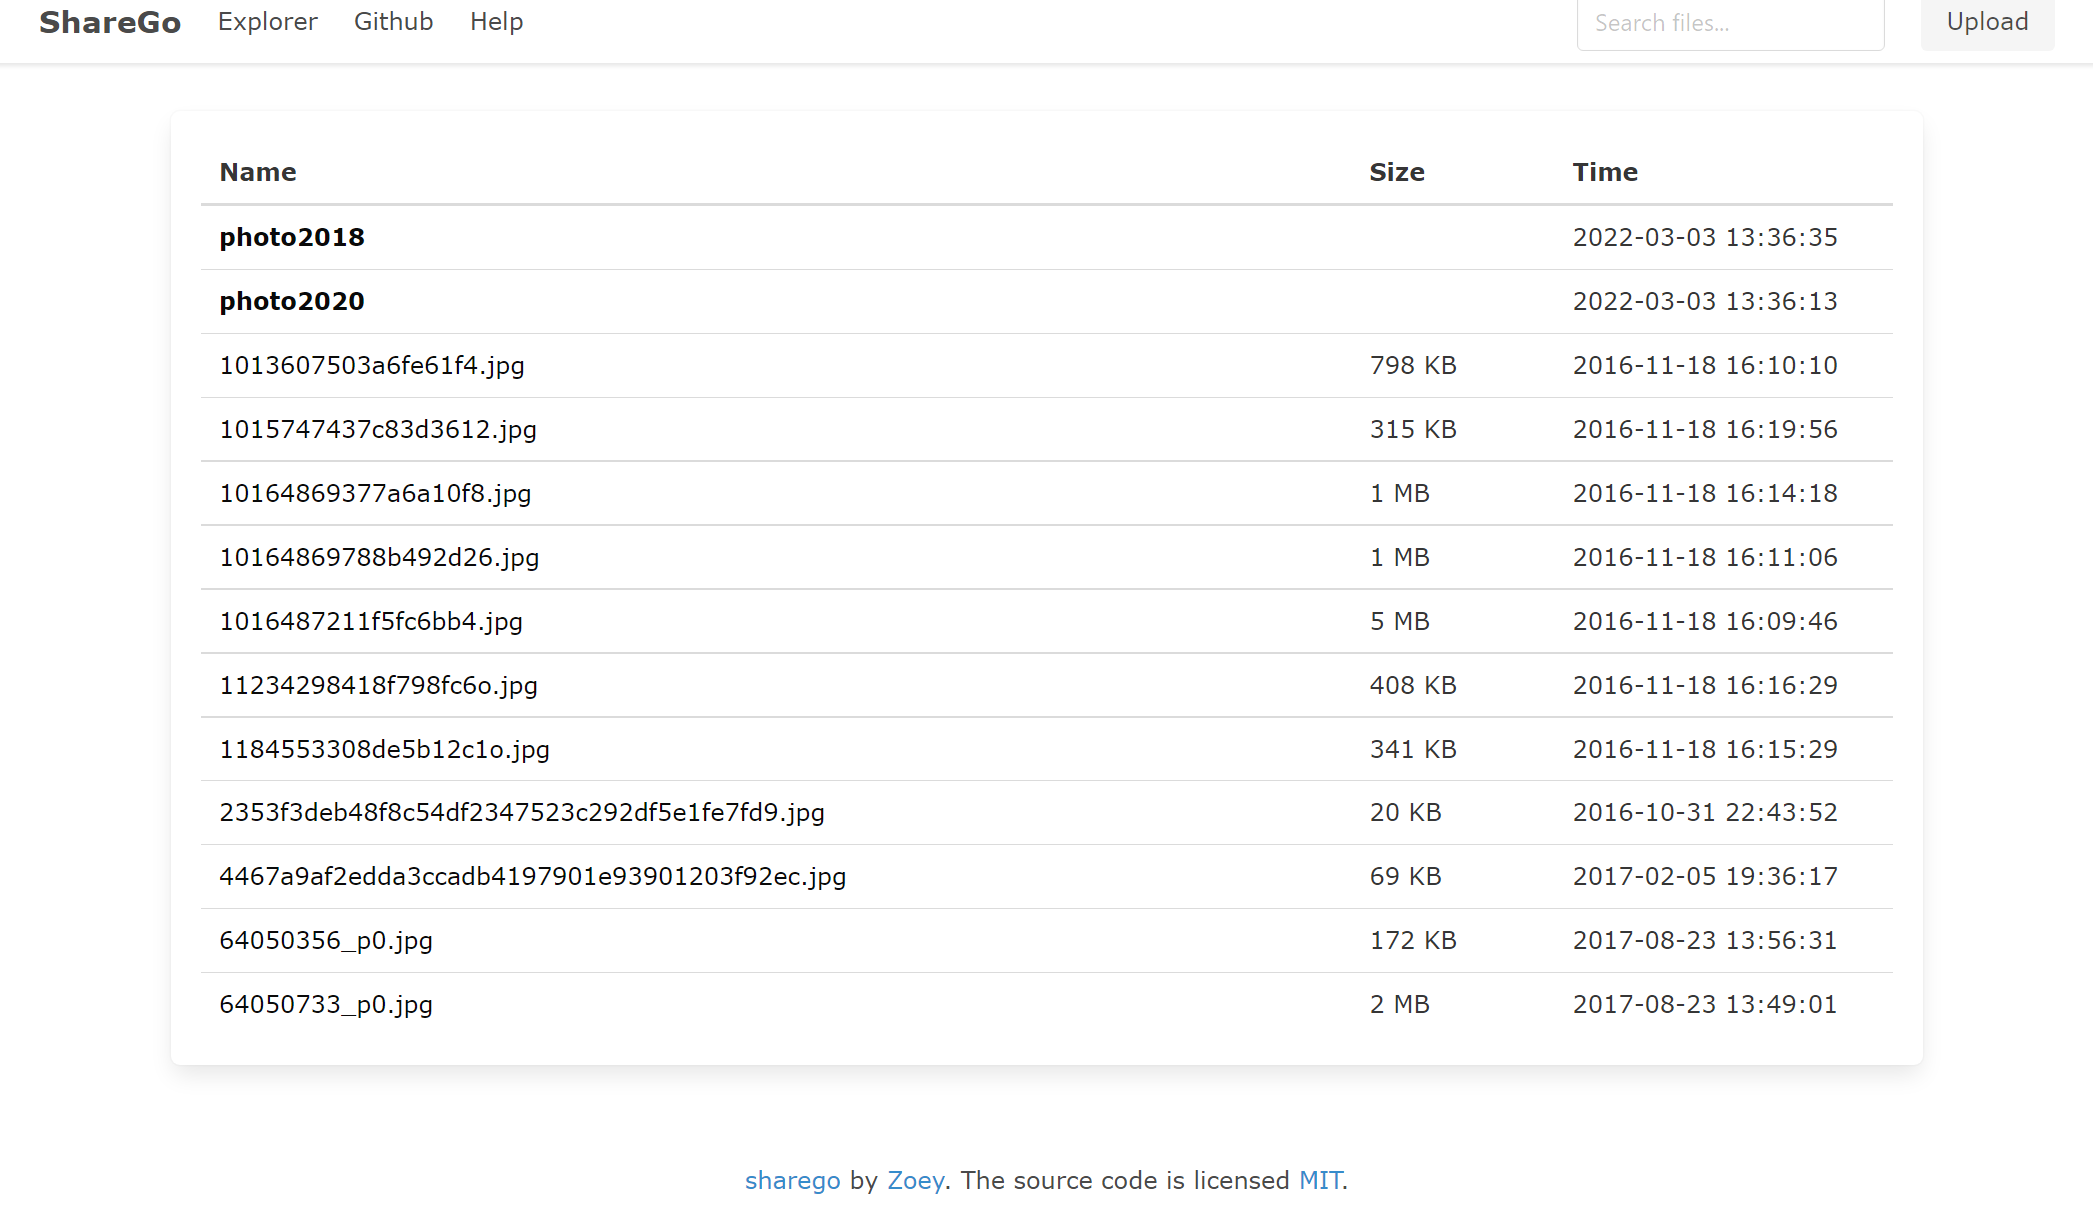 ShareGo Explorer Github Help Search files... Upload
Name Size Time
photo2018 2022-03-03 13:36:35
photo2020 2022-03-03 13:36:13
1013607503a6fe61f4.jpg 798 KB 2016-11-18 16:10:10
1015747437c83d3612.jpg 315 KB 2016-11-18 16:19:56
10164869377a6a10f8.jpg 1 MB 2016-11-18 16:14:18
10164869788b492d26.jpg 1 MB 2016-11-18 16:11:06
1016487211f5fc6bb4.jpg 5 MB 2016-11-18 16:09:46
11234298418f798fc6o.jpg 408 KB 2016-11-18 16:16:29
1184553308de5b12c1o.jpg 341 KB 2016-11-18 16:15:29
2353f3deb48f8c54df2347523c292df5e1fe7fd9.jpg 20 KB 2016-10-31 22:43:52
4467a9af2edda3ccadb4197901e93901203f92ec.jpg 69 KB 2017-02-05 19:36:17
64050356_p0.jpg 172 KB 2017-08-23 13:56:31
64050733_p0.jpg 2 MB 2017-08-23 13:49:01
sharego by Zoey. The source code is licensed MIT.